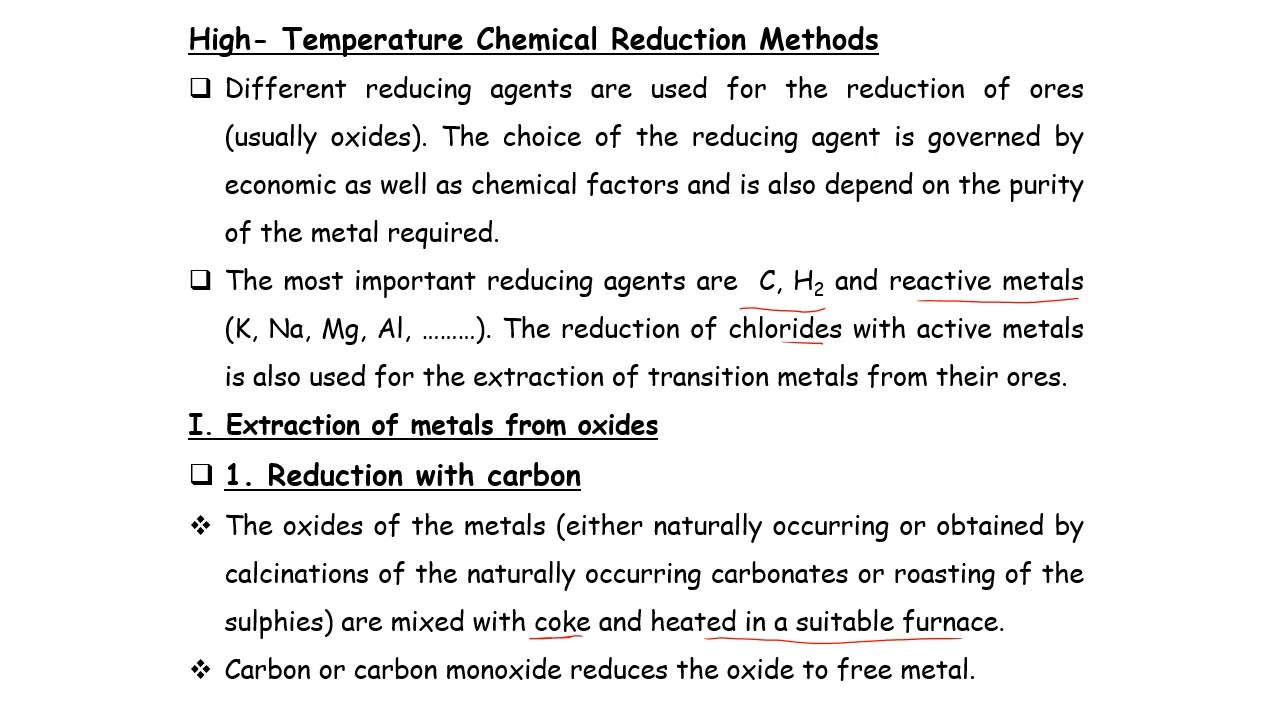 High- Temperature Chemical Reduction Methods
❑ Different reducing agents are used for the reduction of ores
(usually oxides). The choice of the reducing agent is governed by
economic as well as chemical factors and is also depend on the purity
of the metal required.
❑ The most important reducing agents are C, H₂ and reactive metals
(K, Na, Mg, Al, ………). The reduction of chlorides with active metals
is also used for the extraction of transition metals from their ores.
I. Extraction of metals from oxides
❑ 1. Reduction with carbon
❖ The oxides of the metals (either naturally occurring or obtained by
calcinations of the naturally occurring carbonates or roasting of the
sulphies) are mixed with coke and heated in a suitable furnace.
❖ Carbon or carbon monoxide reduces the oxide to free metal.